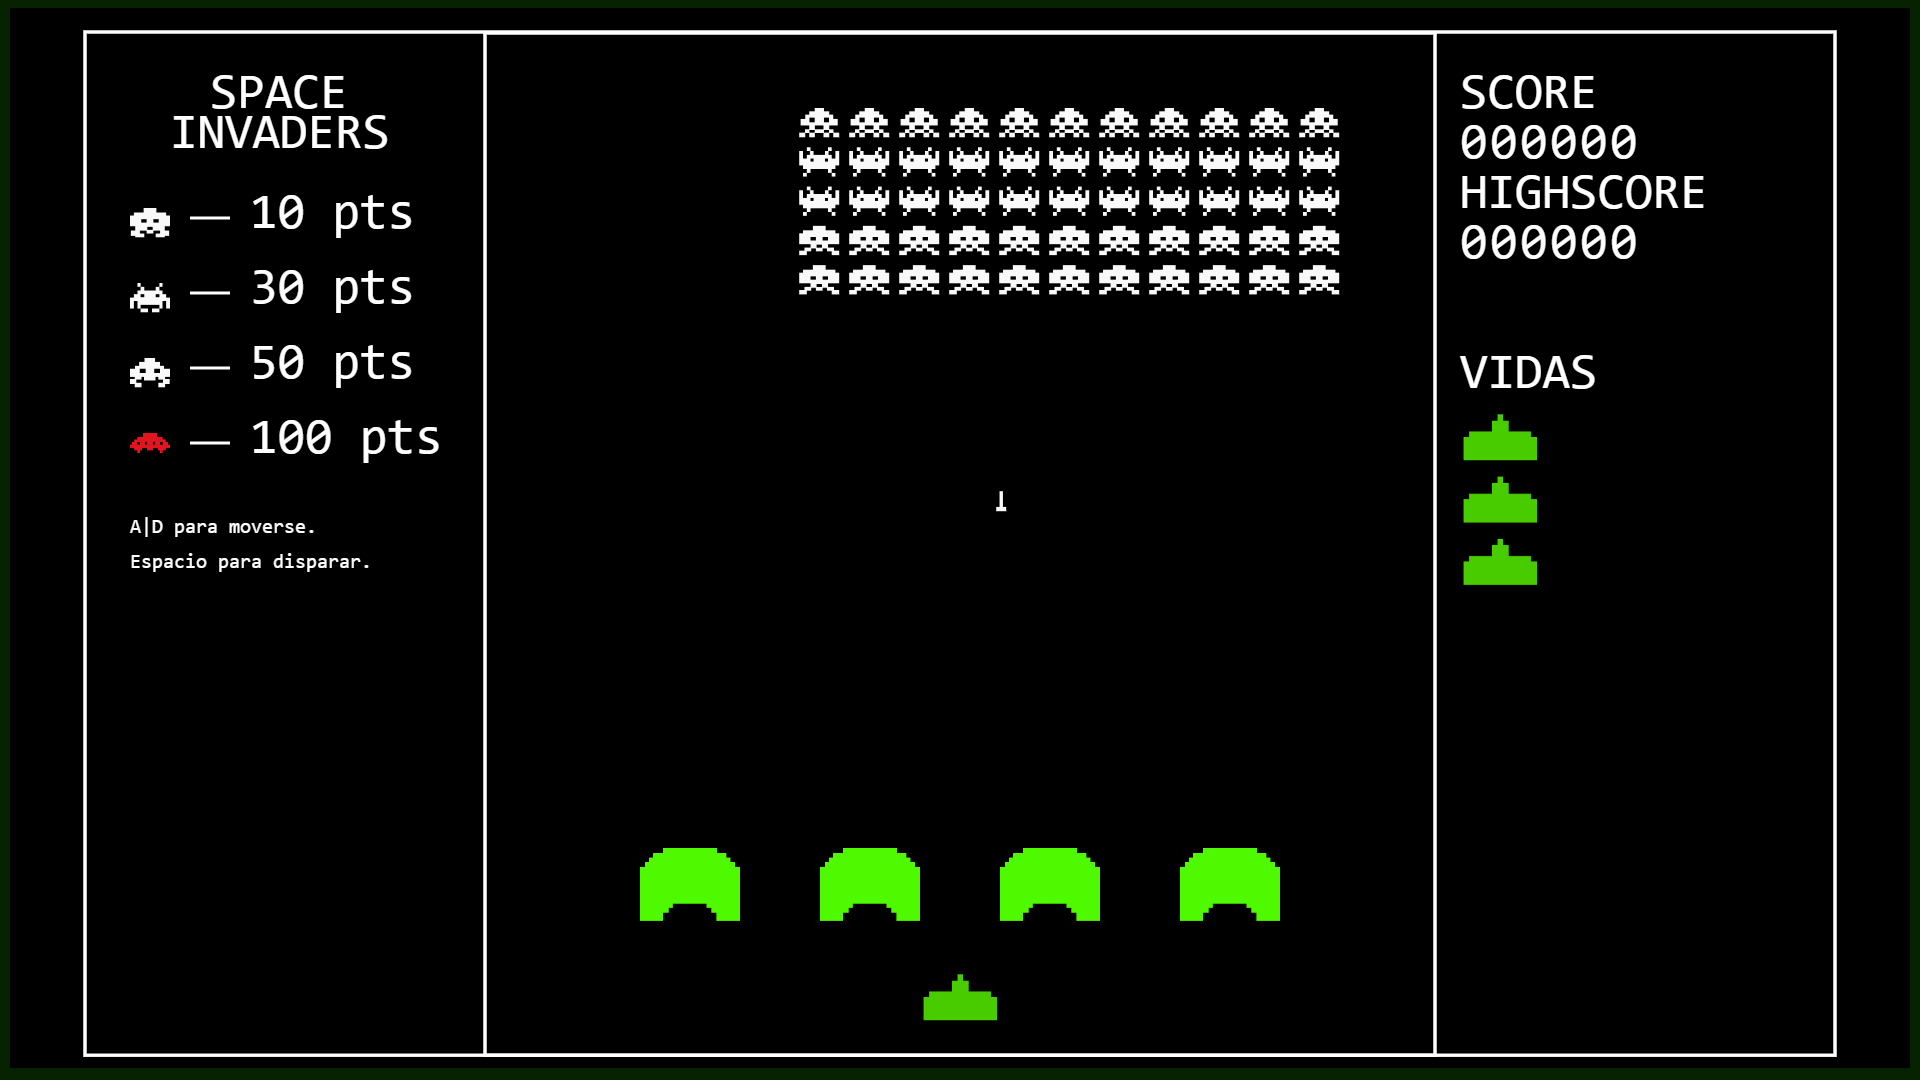 SPACE
INVADERS
— 10 pts
— 30 pts
— 50 pts
— 100 pts
A|D para moverse.
Espacio para disparar.
SCORE
000000
HIGHSCORE
000000
VIDAS